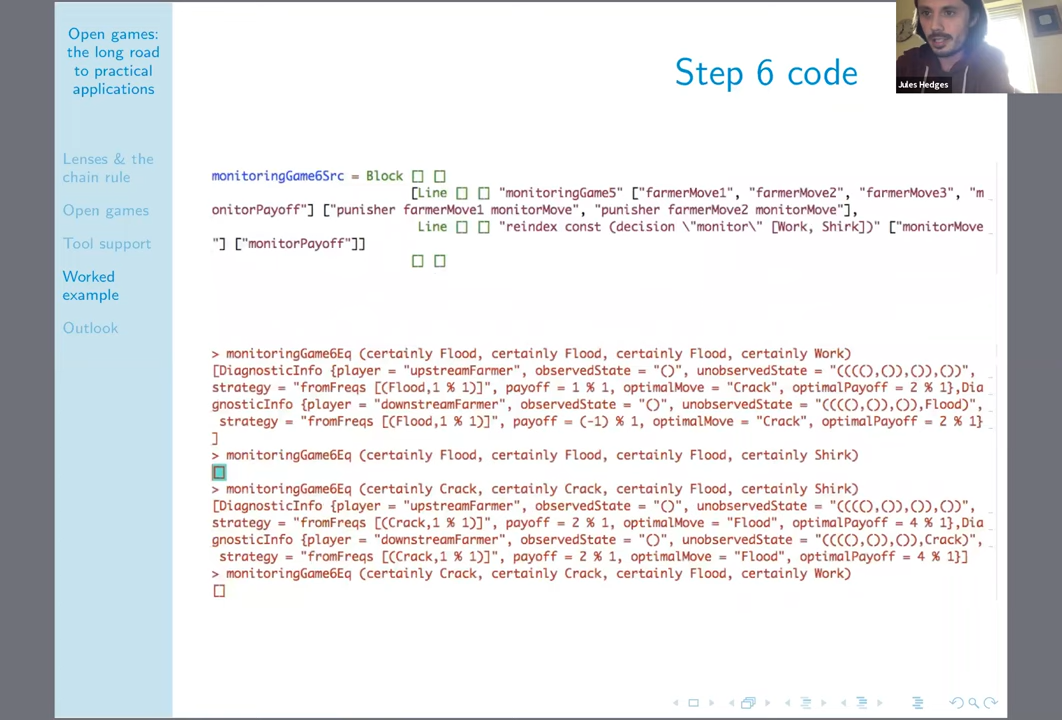 Open games:
the long road
to practical
applications
Lenses & the
chain rule
Open games
Tool support
Worked
example
Outlook
Step 6 code
Jules Hedges
monitoringGame6Src = Block [] []
[Line [] [] "monitoringGame5" ["farmerMove1", "farmerMove2", "farmerMove3", "m
onitorPayoff"] ["punisher farmerMove1 monitorMove", "punisher farmerMove2 monitorMove"],
Line [] [] "reindex const (decision \"monitor\" [Work, Shirk])" ["monitorMove
"] ["monitorPayoff"]]
[] []
> monitoringGame6Eq (certainly Flood, certainly Flood, certainly Flood, certainly Work)
[DiagnosticInfo {player = "upstreamFarmer", observedState = "()", unobservedState = "((((),()),()),())",
strategy = "fromFreqs [(Flood,1 % 1)]", payoff = 1 % 1, optimalMove = "Crack", optimalPayoff = 2 % 1},Dia
gnosticInfo {player = "downstreamFarmer", observedState = "()", unobservedState = "((((),()),()),Flood)",
strategy = "fromFreqs [(Flood,1 % 1)]", payoff = (-1) % 1, optimalMove = "Crack", optimalPayoff = 2 % 1}
]
> monitoringGame6Eq (certainly Flood, certainly Flood, certainly Flood, certainly Shirk)
[]
> monitoringGame6Eq (certainly Crack, certainly Crack, certainly Flood, certainly Shirk)
[DiagnosticInfo {player = "upstreamFarmer", observedState = "()", unobservedState = "((((),()),()),())",
strategy = "fromFreqs [(Crack,1 % 1)]", payoff = 2 % 1, optimalMove = "Flood", optimalPayoff = 4 % 1},Dia
gnosticInfo {player = "downstreamFarmer", observedState = "()", unobservedState = "((((),()),()),Crack)",
strategy = "fromFreqs [(Crack,1 % 1)]", payoff = 2 % 1, optimalMove = "Flood", optimalPayoff = 4 % 1}]
> monitoringGame6Eq (certainly Crack, certainly Crack, certainly Flood, certainly Work)
[]